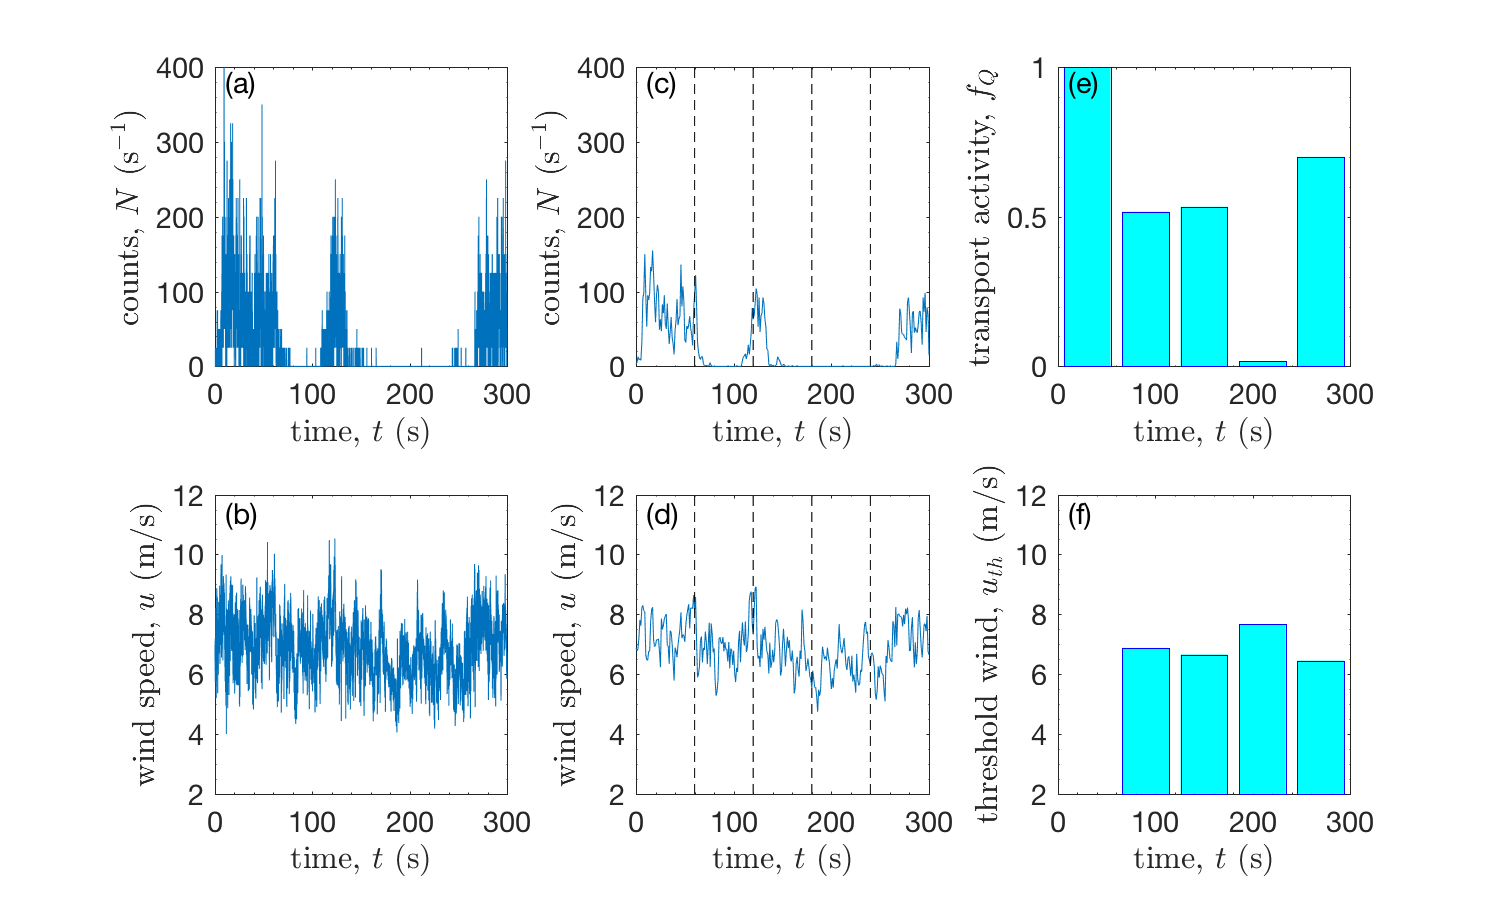 (a)
400
300
200
100
0
0 100 200 300
counts, N (s⁻¹)
time, t (s)
(c)
400
300
200
100
0
0 100 200 300
counts, N (s⁻¹)
time, t (s)
(e)
1
0.5
0
0 100 200 300
transport activity, f_Q
time, t (s)
(b)
12
10
8
6
4
2
0 100 200 300
wind speed, u (m/s)
time, t (s)
(d)
12
10
8
6
4
2
0 100 200 300
wind speed, u (m/s)
time, t (s)
(f)
12
10
8
6
4
2
0 100 200 300
threshold wind, u_th (m/s)
time, t (s)